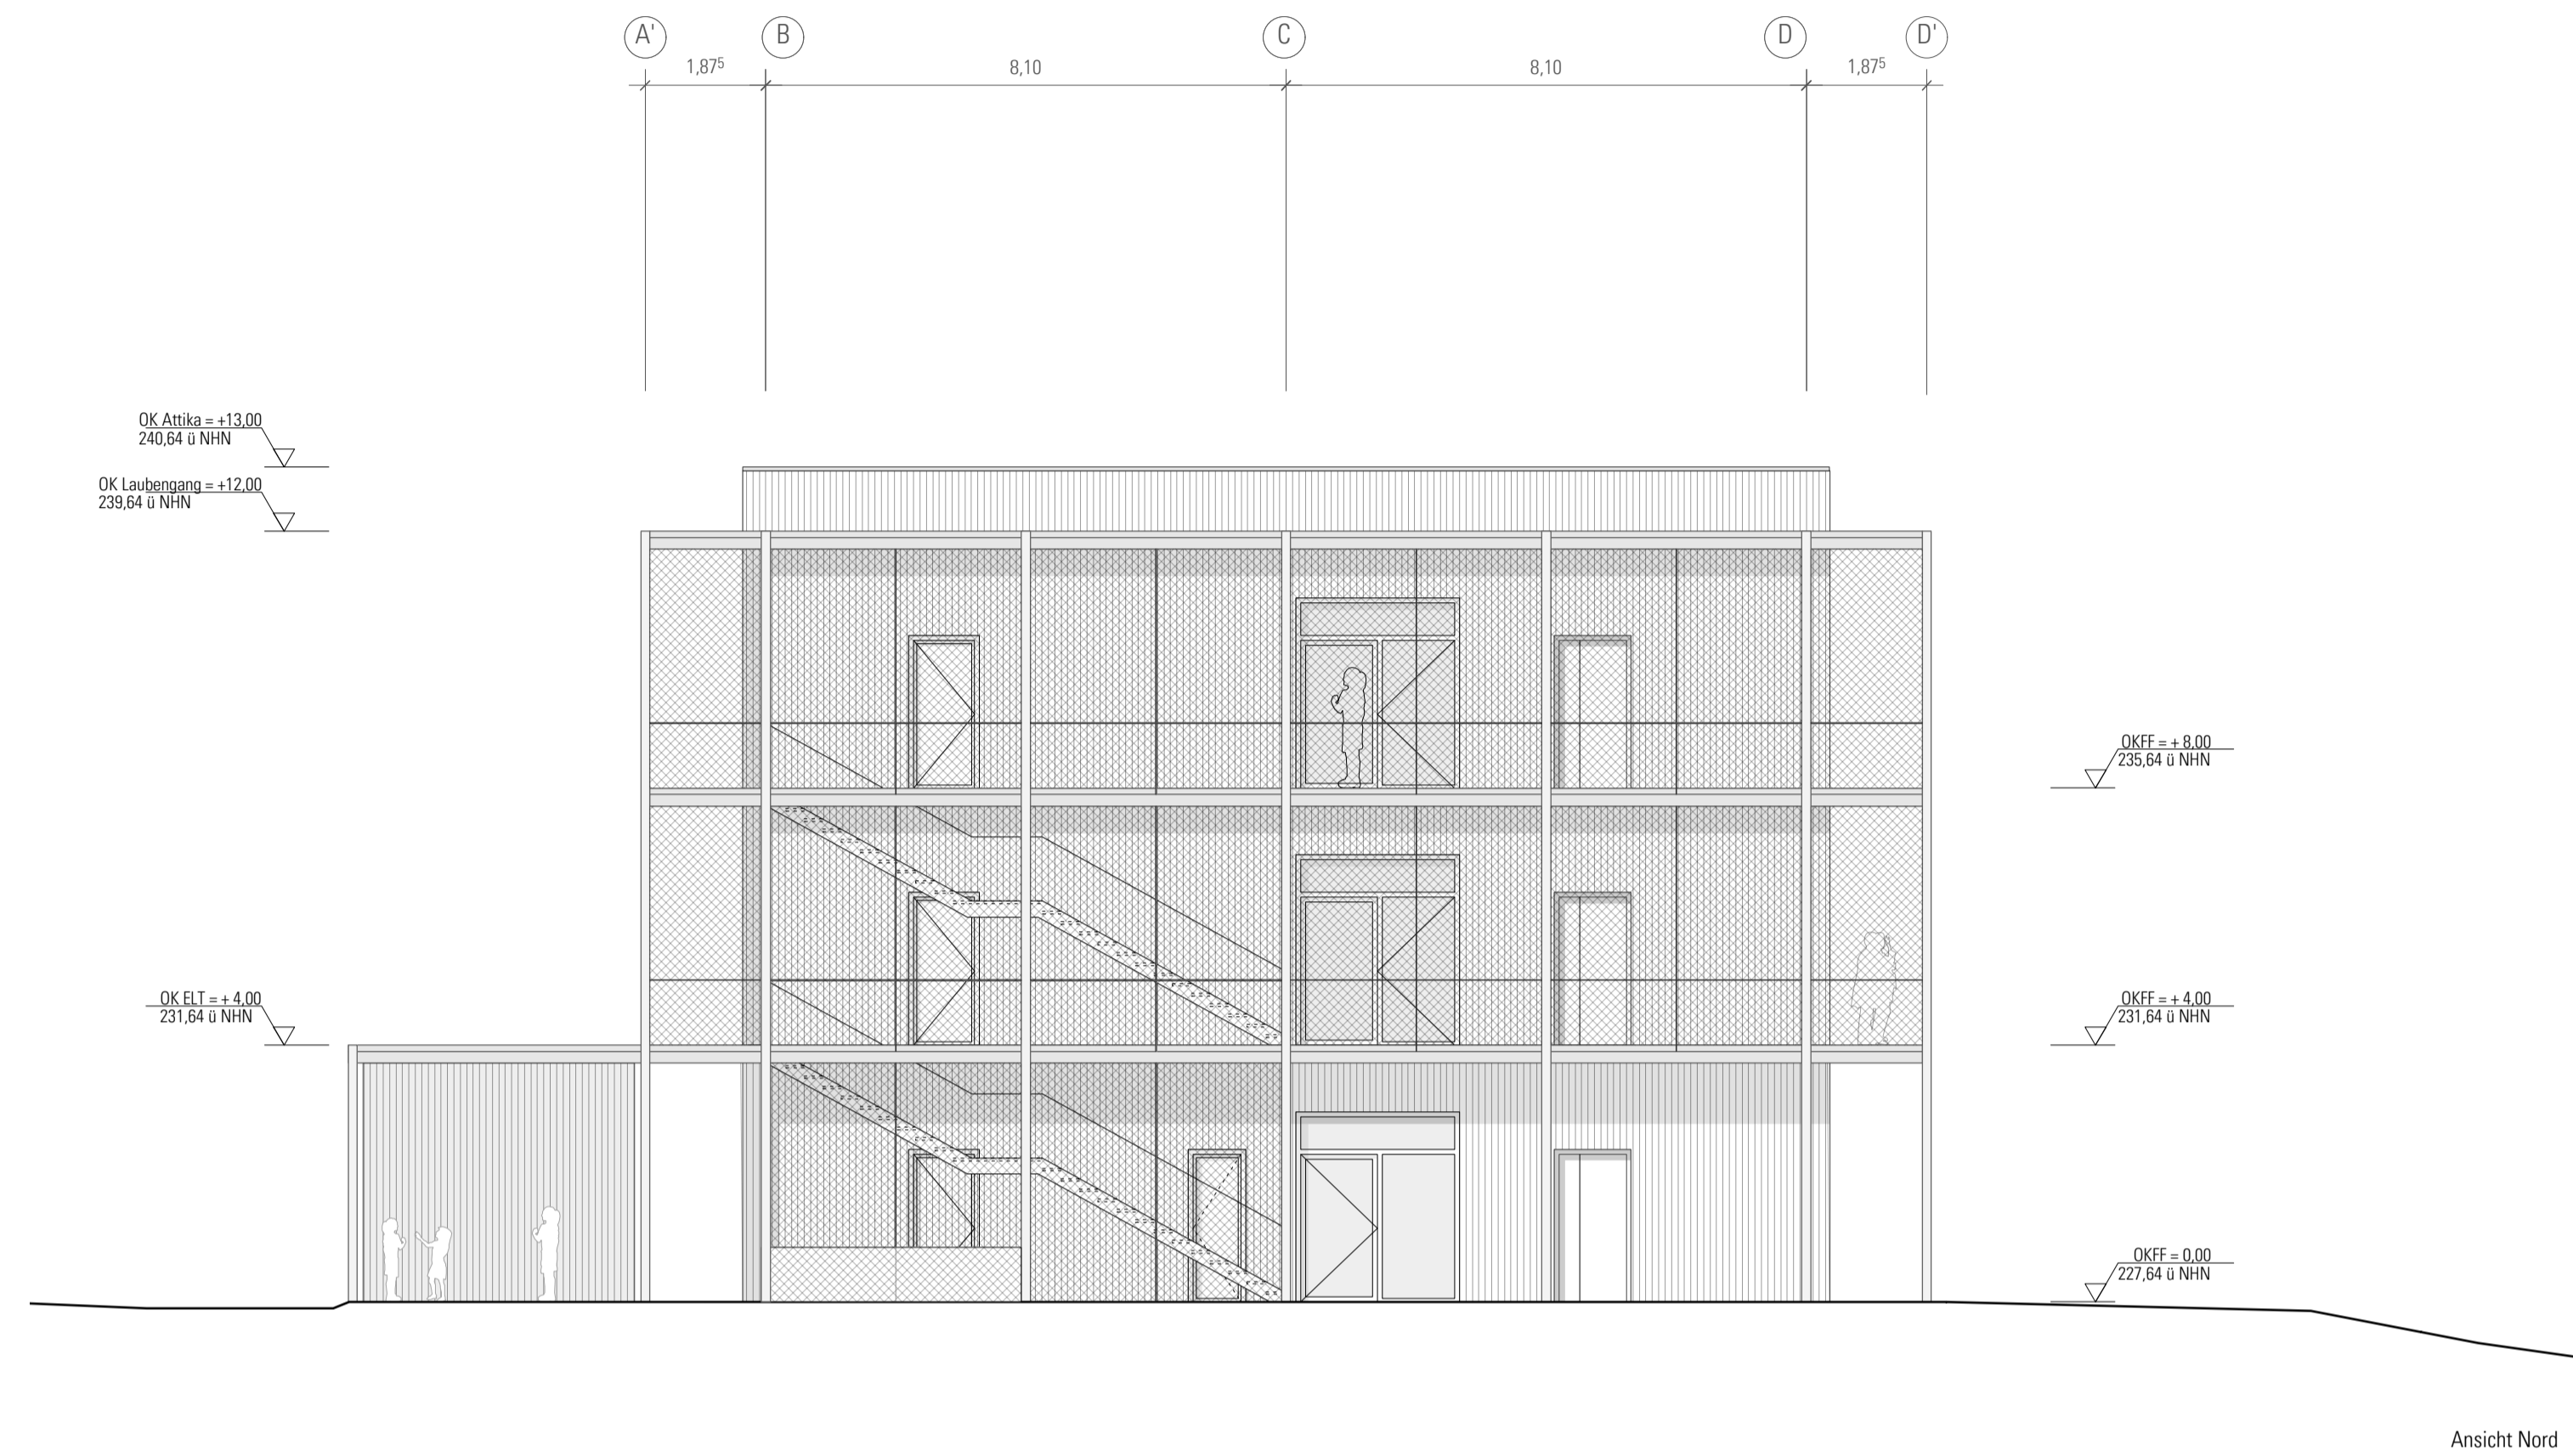 A' B C D D'
1,87⁵ 8,10 8,10 1,87⁵
OK Attika = +13,00
240,64 ü NHN
OK Laubengang = +12,00
239,64 ü NHN
OKFF = + 8,00
235,64 ü NHN
OK ELT = + 4,00
231,64 ü NHN
OKFF = + 4,00
231,64 ü NHN
OKFF = 0,00
227,64 ü NHN
Ansicht Nord